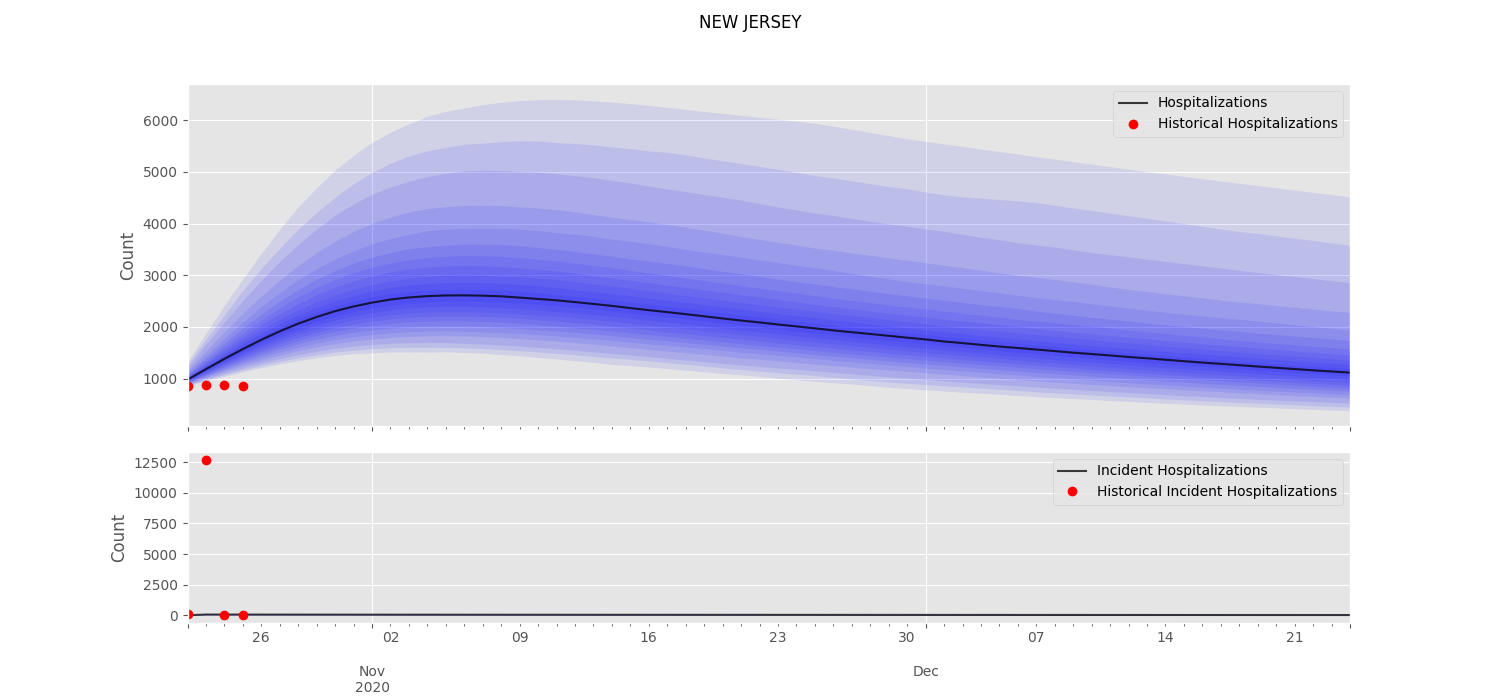 NEW JERSEY
Hospitalizations
Historical Hospitalizations
Count
6000
5000
4000
3000
2000
1000
Incident Hospitalizations
Historical Incident Hospitalizations
Count
12500
10000
7500
5000
2500
0
26 02 09 16 23 30 07 14 21
Nov Dec
2020